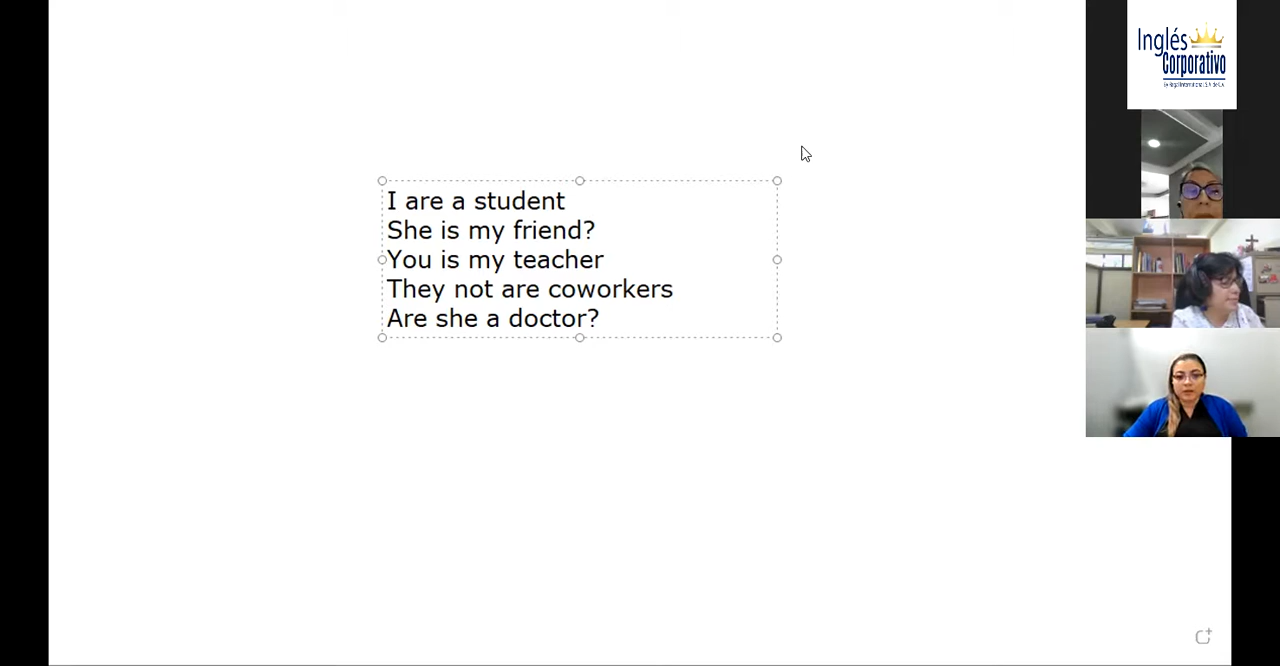 I are a student
She is my friend?
You is my teacher
They not are coworkers
Are she a doctor?
Inglés
Corporativo